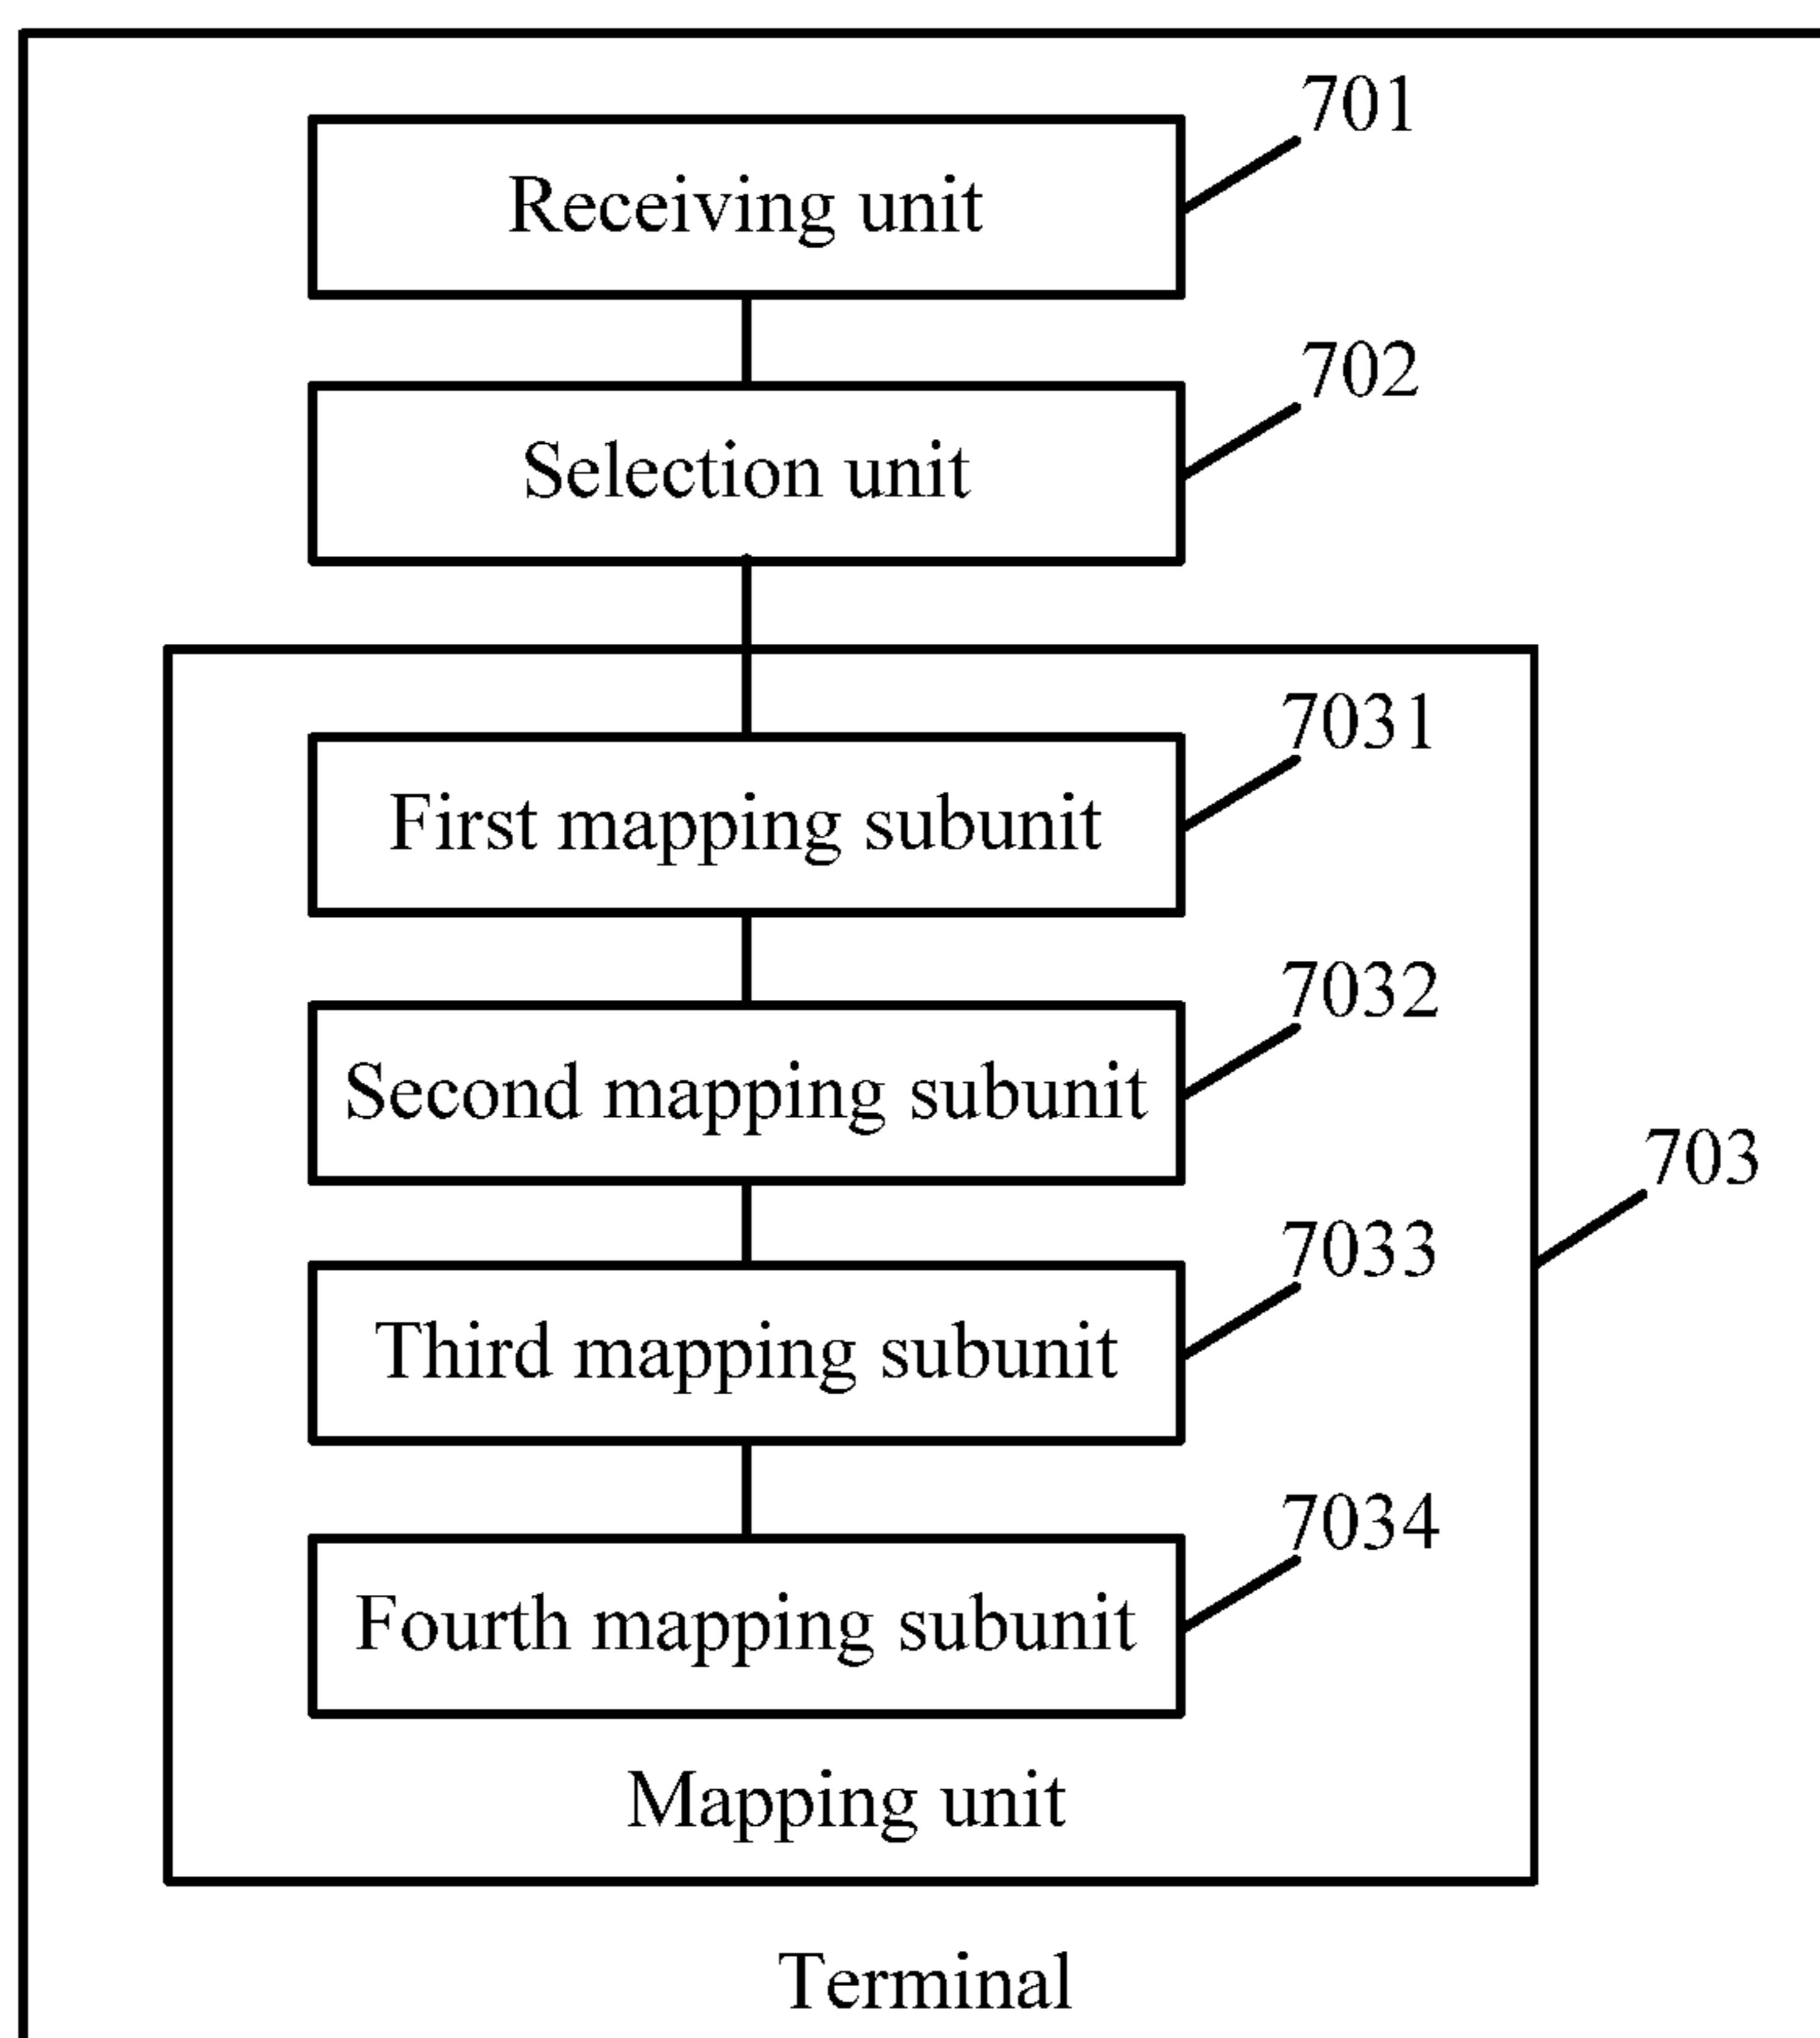 701
Receiving unit
702
Selection unit
7031
First mapping subunit
7032
Second mapping subunit
703
7033
Third mapping subunit
7034
Fourth mapping subunit
Mapping unit
Terminal